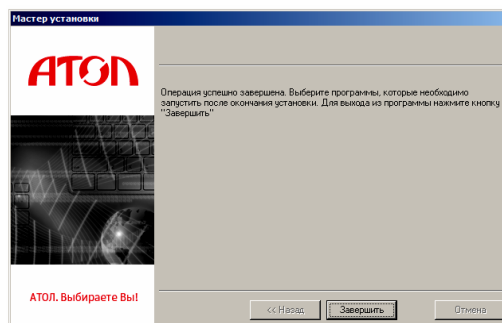 Мастер установки
АТОЛ
Операция успешно завершена. Выберите программы, которые необходимо
запустить после окончания установки. Для выхода из программы нажмите кнопку
"Завершить"
АТОЛ. Выбираете Вы!
<< Назад Завершить Отмена